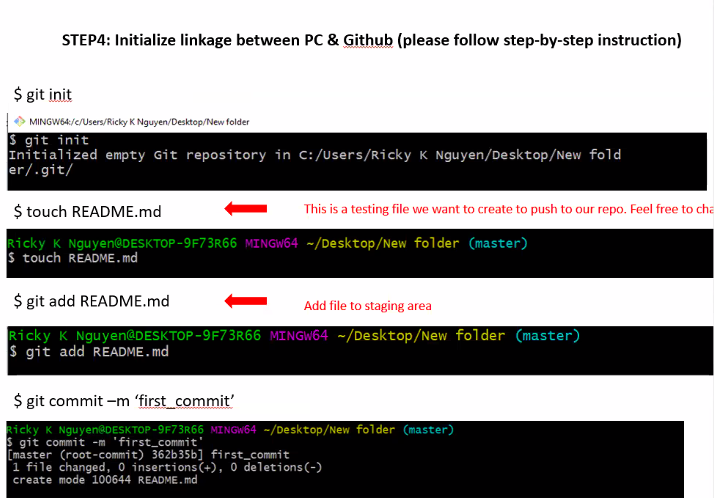 STEP4: Initialize linkage between PC & Github (please follow step-by-step instruction)
$ git init
MINGW64:/c/Users/Ricky K Nguyen/Desktop/New folder
$ git init
Initialized empty Git repository in C:/Users/Ricky K Nguyen/Desktop/New fold
er/.git/
$ touch README.md
This is a testing file we want to create to push to our repo. Feel free to cha
Ricky K Nguyen@DESKTOP-9F73R66 MINGW64 ~/Desktop/New folder (master)
$ touch README.md
$ git add README.md
Add file to staging area
Ricky K Nguyen@DESKTOP-9F73R66 MINGW64 ~/Desktop/New folder (master)
$ git add README.md
$ git commit –m ‘first_commit’
Ricky K Nguyen@DESKTOP-9F73R66 MINGW64 ~/Desktop/New folder (master)
$ git commit -m 'first_commit'
[master (root-commit) 362b35b] first_commit
1 file changed, 0 insertions(+), 0 deletions(-)
create mode 100644 README.md